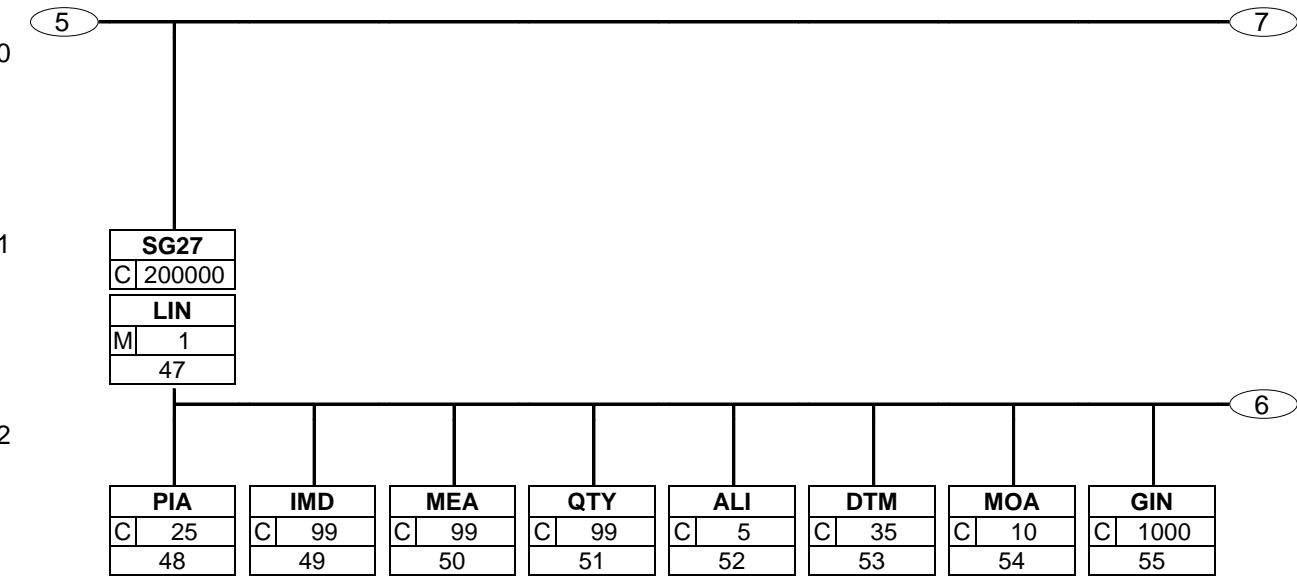 5 7
0
1
SG27
C 200000
LIN
M 1
47
6
2
PIA IMD MEA QTY ALI DTM MOA GIN
C 25 C 99 C 99 C 99 C 5 C 35 C 10 C 1000
48 49 50 51 52 53 54 55